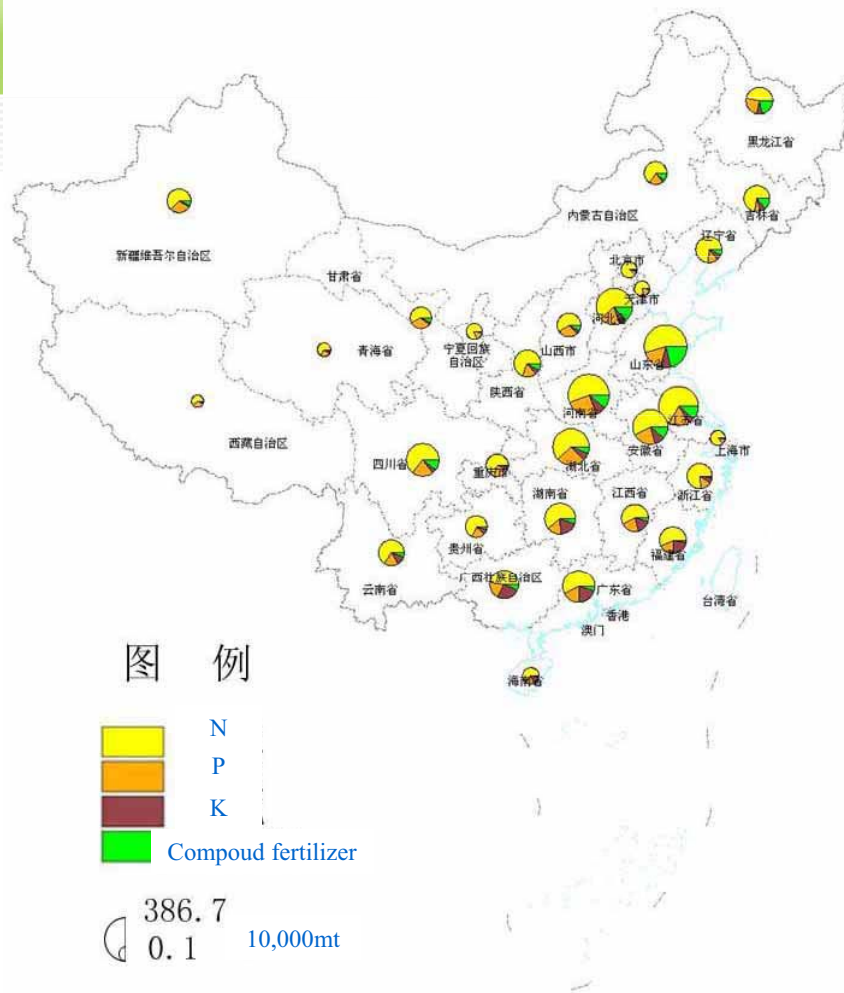 黑龙江省
内蒙古自治区
吉林省
辽宁省
新疆维吾尔自治区
甘肃省
北京市
天津市
河北省
青海省
宁夏回族
自治区
山西市
山东省
陕西省
河南省
江苏省
西藏自治区
四川省
重庆市
湖北省
安徽省
上海市
湖南省
江西省
浙江省
贵州省
福建省
云南省
广西壮族自治区
广东省
台湾省
香港
澳门
海南省
图 例
N
P
K
Compoud fertilizer
386.7
0.1 10,000mt